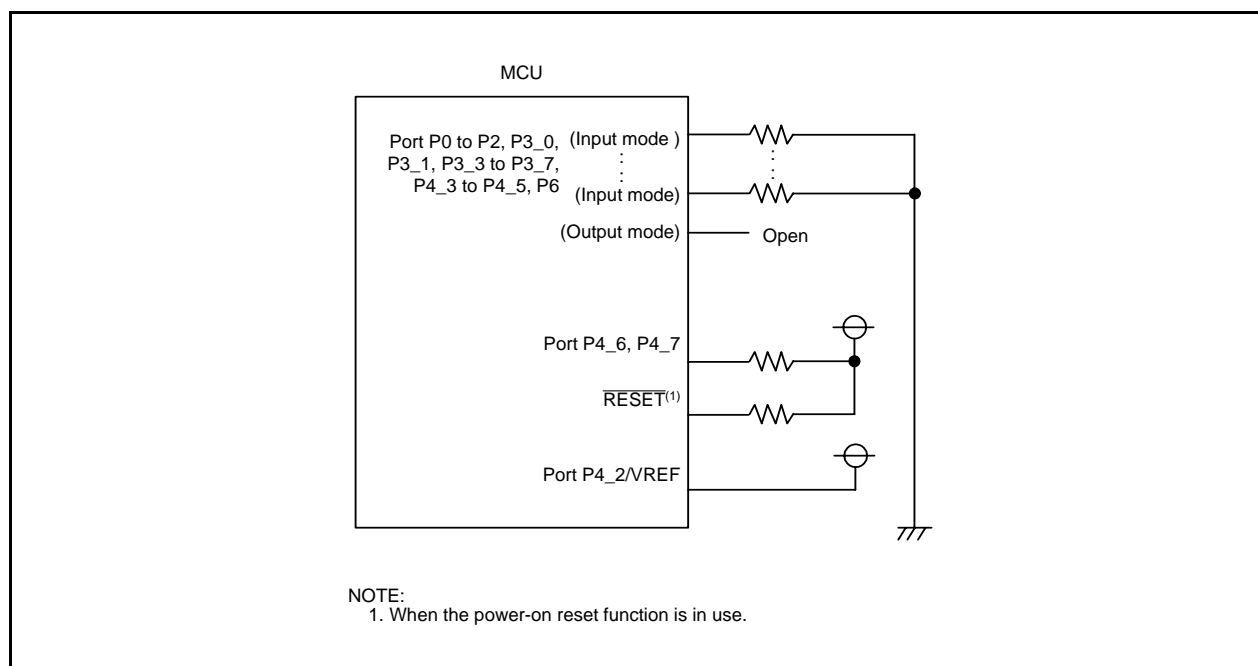 MCU
Port P0 to P2, P3_0,
P3_1, P3_3 to P3_7,
P4_3 to P4_5, P6
(Input mode )
(Input mode)
(Output mode)
Open
Port P4_6, P4_7
RESET(1)
Port P4_2/VREF
NOTE:
1. When the power-on reset function is in use.